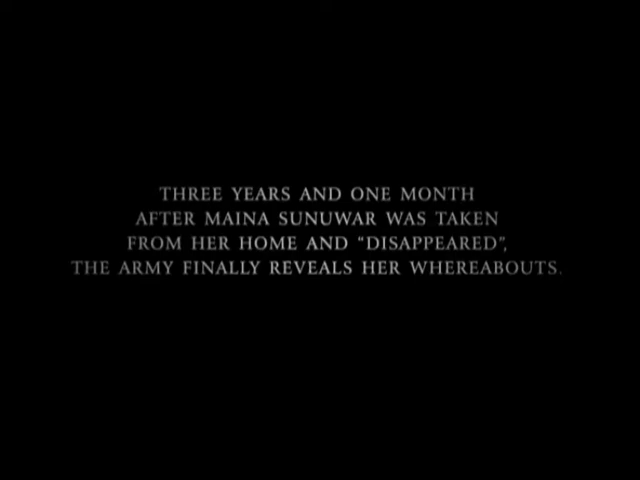 THREE YEARS AND ONE MONTH
AFTER MAINA SUNUWAR WAS TAKEN
FROM HER HOME AND “DISAPPEARED”,
THE ARMY FINALLY REVEALS HER WHEREABOUTS.